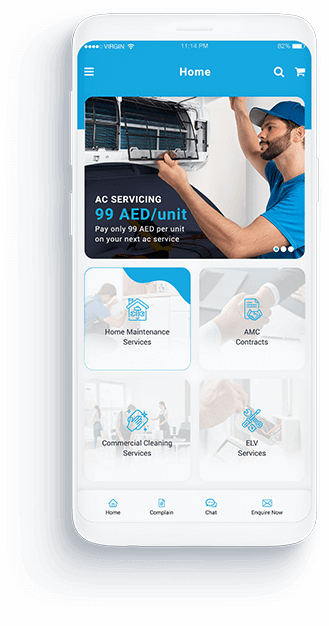 VIRGIN 11:14 PM 82%
Home
AC SERVICING
99 AED/unit
Pay only 99 AED per unit
on your next ac service
Home Maintenance
Services
AMC
Contracts
Commercial Cleaning
Services
ELV
Services
Home Complain Chat Enquire Now